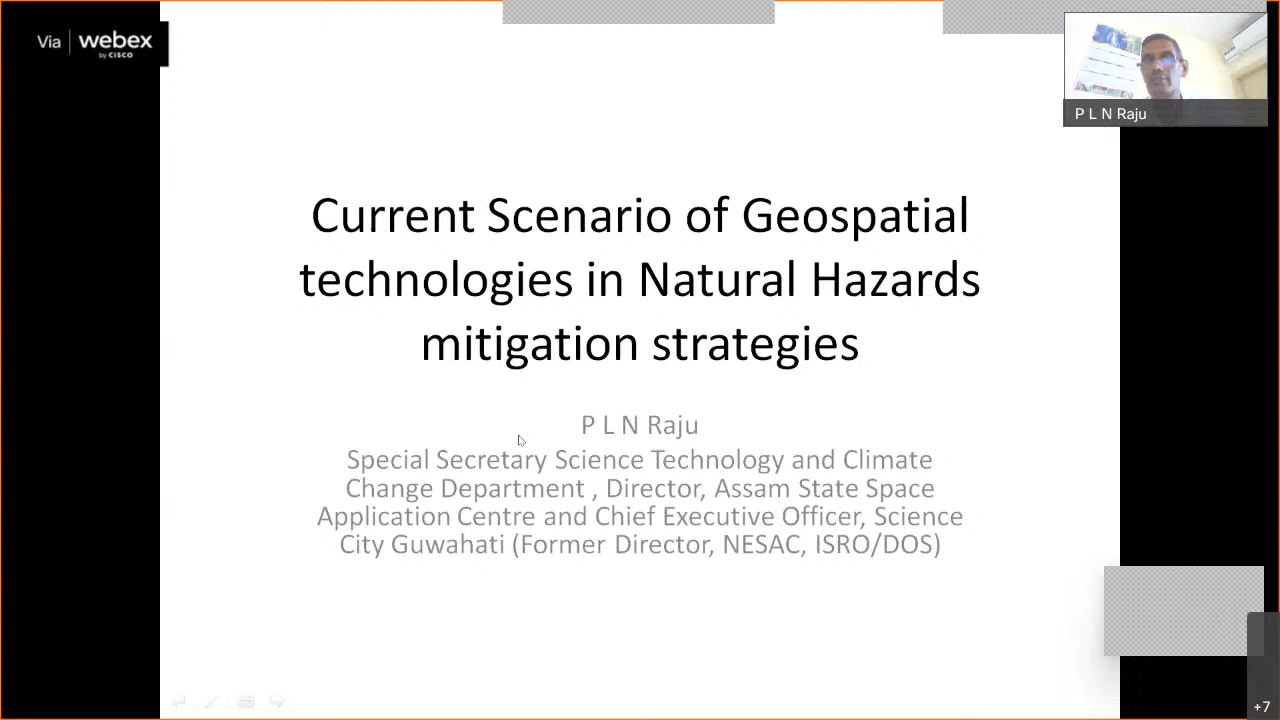 Via webex
by CISCO
P L N Raju
Current Scenario of Geospatial
technologies in Natural Hazards
mitigation strategies
P L N Raju
Special Secretary Science Technology and Climate
Change Department , Director, Assam State Space
Application Centre and Chief Executive Officer, Science
City Guwahati (Former Director, NESAC, ISRO/DOS)
+7